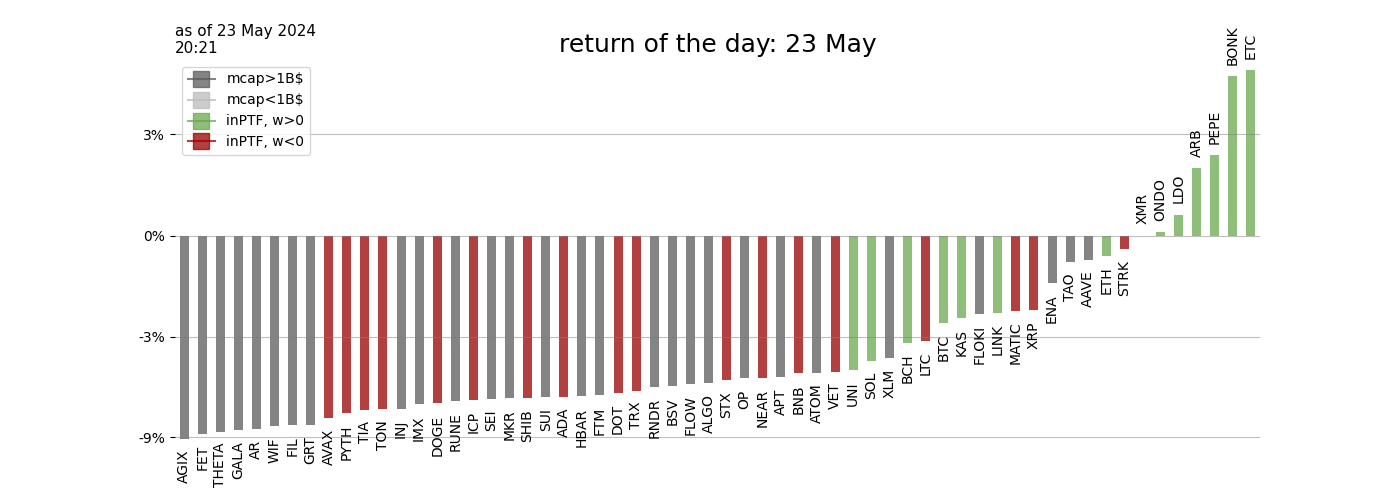 as of 23 May 2024
20:21
return of the day: 23 May
mcap>1B$
mcap<1B$
inPTF, w>0
inPTF, w<0
3%
0%
-3%
-9%
AGIX
FET
THETA
GALA
AR
WIF
FIL
GRT
AVAX
PYTH
TIA
TON
INJ
IMX
DOGE
RUNE
ICP
SEI
MKR
SHIB
SUI
ADA
HBAR
FTM
DOT
TRX
RNDR
BSV
FLOW
ALGO
STX
OP
NEAR
APT
BNB
ATOM
VET
UNI
SOL
XLM
BCH
LTC
BTC
KAS
FLOKI
LINK
MATIC
XRP
ENA
TAO
AAVE
ETH
STRK
XMR
ONDO
LDO
ARB
PEPE
BONK
ETC